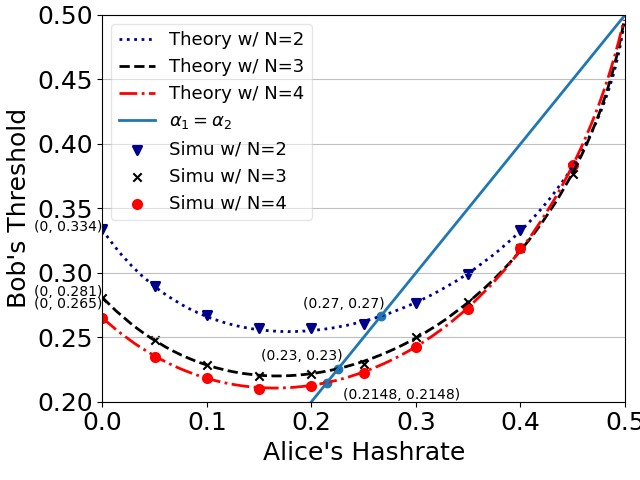 0.50
0.45
0.40
0.35
0.30
0.25
0.20
Bob's Threshold
Theory w/ N=2
Theory w/ N=3
Theory w/ N=4
α₁ = α₂
Simu w/ N=2
Simu w/ N=3
Simu w/ N=4
(0, 0.334)
(0, 0.281)
(0, 0.265)
(0.27, 0.27)
(0.23, 0.23)
(0.2148, 0.2148)
0.0 0.1 0.2 0.3 0.4 0.5
Alice's Hashrate